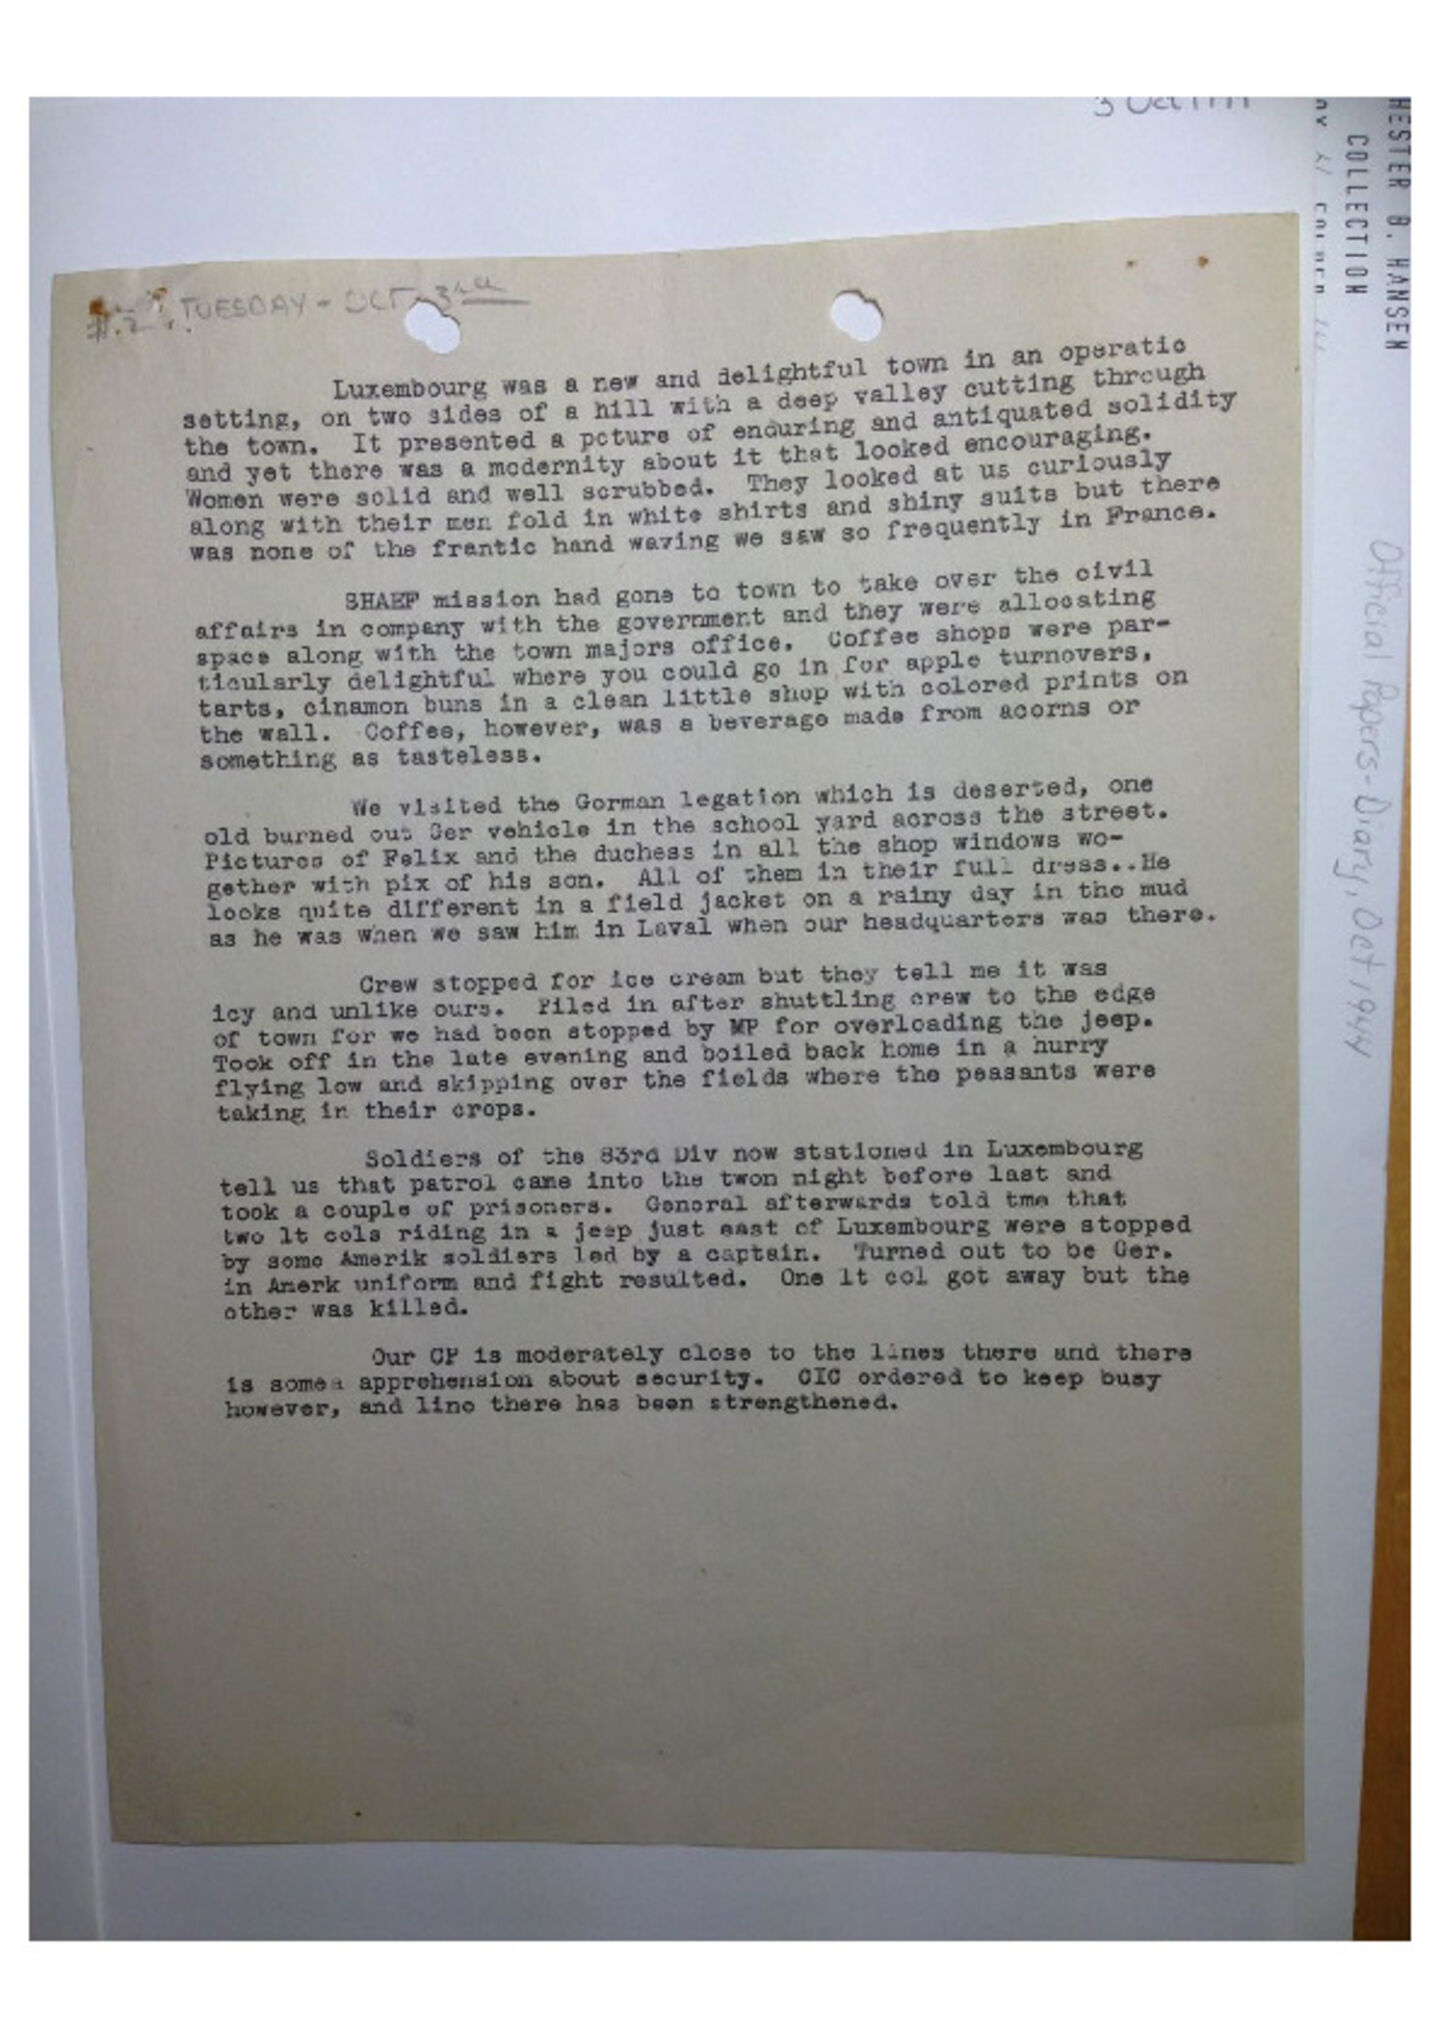 HESTER B. HANSEN
COLLECTION
Official Papers-Diary, Oct 1944
#2 TUESDAY - OCT 3rd
Luxembourg was a new and delightful town in an operatic
setting, on two sides of a hill with a deep valley cutting through
the town. It presented a pcture of enduring and antiquated solidity
and yet there was a modernity about it that looked encouraging.
Women were solid and well scrubbed. They looked at us curiously
along with their men fold in white shirts and shiny suits but there
was none of the frantic hand waving we saw so frequently in France.
SHAEF mission had gone to town to take over the civil
affairs in company with the government and they were allocating
space along with the town majors office. Coffee shops were par-
ticularly delightful where you could go in for apple turnovers,
tarts, cinamon buns in a clean little shop with colored prints on
the wall. Coffee, however, was a beverage made from acorns or
something as tasteless.
We visited the German legation which is deserted, one
old burned out Ger vehicle in the school yard across the street.
Pictures of Felix and the duchess in all the shop windows wo-
gether with pix of his son. All of them in their full dress..He
looks quite different in a field jacket on a rainy day in the mud
as he was when we saw him in Laval when our headquarters was there.
Crew stopped for ice cream but they tell me it was
icy and unlike ours. Piled in after shuttling crew to the edge
of town for we had been stopped by MP for overloading the jeep.
Took off in the late evening and boiled back home in a hurry
flying low and skipping over the fields where the peasants were
taking in their crops.
Soldiers of the 83rd Div now stationed in Luxembourg
tell us that patrol came into the twon night before last and
took a couple of prisoners. General afterwards told tme that
two lt cols riding in a jeep just east of Luxembourg were stopped
by some Amerik soldiers led by a captain. Turned out to be Ger.
in Amerk uniform and fight resulted. One lt col got away but the
other was killed.
Our CP is moderately close to the lines there and there
is somea apprehension about security. CIC ordered to keep busy
however, and line there has been strengthened.